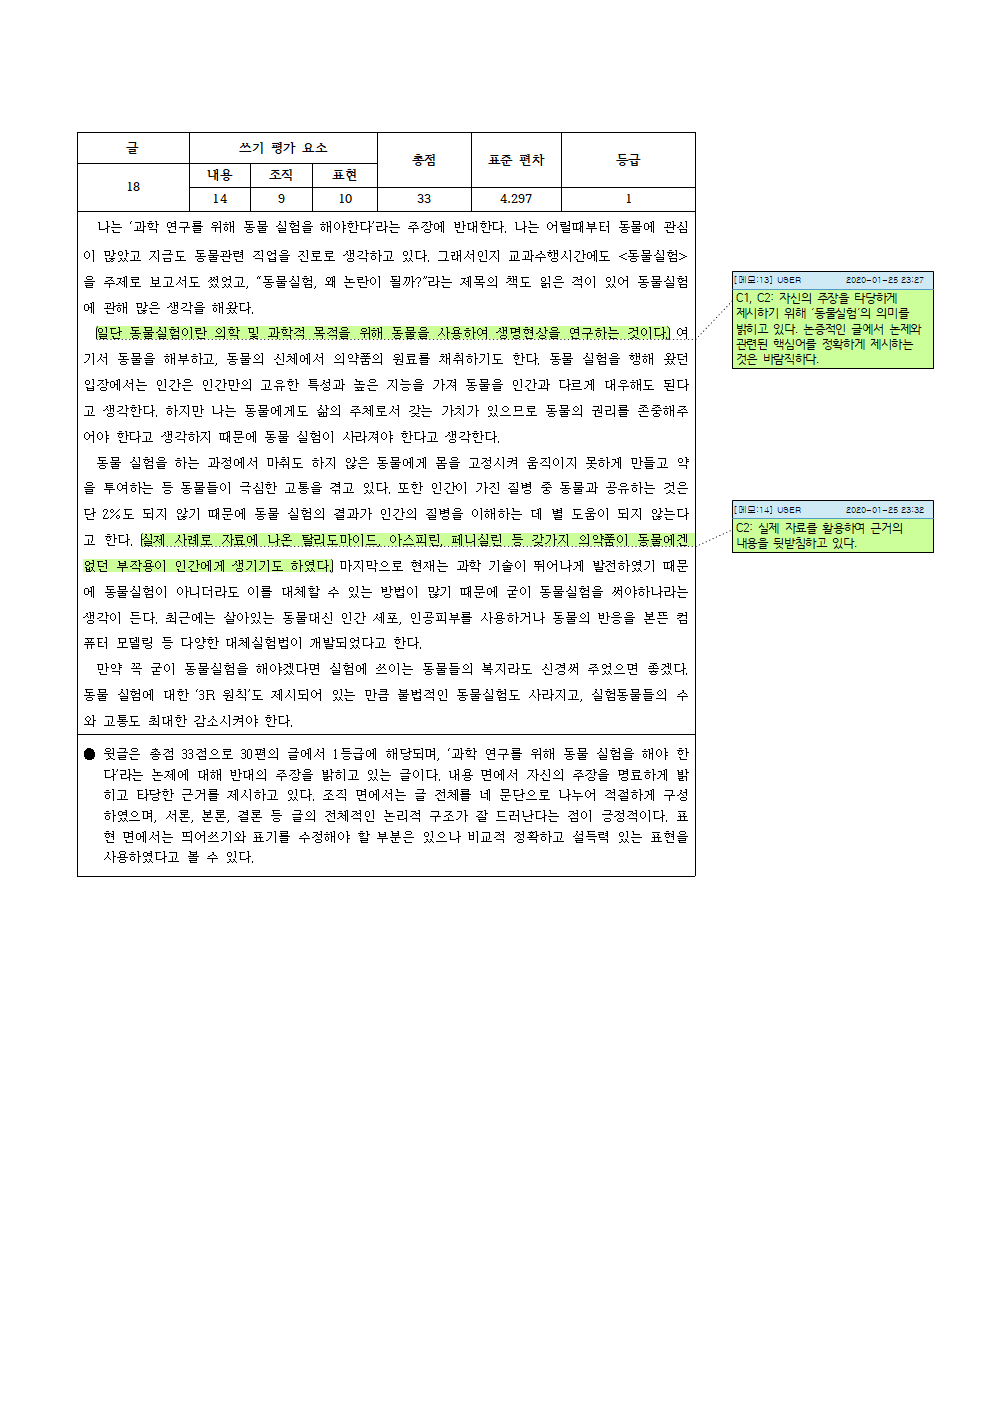 글 쓰기 평가 요소 총점 표준 편차 등급
18 내용 조직 표현
14 9 10 33 4.297 1
나는 ‘과학 연구를 위해 동물 실험을 해야한다’라는 주장에 반대한다. 나는 어릴때부터 동물에 관심
이 많았고 지금도 동물관련 직업을 진로로 생각하고 있다. 그래서인지 교과수행시간에도 <동물실험>
을 주제로 보고서도 썼었고, “동물실험, 왜 논란이 될까?”라는 제목의 책도 읽은 적이 있어 동물실험
에 관해 많은 생각을 해왔다.
일단 동물실험이란 의학 및 과학적 목적을 위해 동물을 사용하여 생명현상을 연구하는 것이다. 여
기서 동물을 해부하고, 동물의 신체에서 의약품의 원료를 채취하기도 한다. 동물 실험을 행해 왔던
입장에서는 인간은 인간만의 고유한 특성과 높은 지능을 가져 동물을 인간과 다르게 대우해도 된다
고 생각한다. 하지만 나는 동물에게도 삶의 주체로서 갖는 가치가 있으므로 동물의 권리를 존중해주
어야 한다고 생각하지 때문에 동물 실험이 사라져야 한다고 생각한다.
동물 실험을 하는 과정에서 마취도 하지 않은 동물에게 몸을 고정시켜 움직이지 못하게 만들고 약
을 투여하는 등 동물들이 극심한 고통을 겪고 있다. 또한 인간이 가진 질병 중 동물과 공유하는 것은
단 2%도 되지 않기 때문에 동물 실험의 결과가 인간의 질병을 이해하는 데 별 도움이 되지 않는다
고 한다. 실제 사례로 자료에 나온 탈리도마이드, 아스피린, 페니실린 등 갖가지 의약품이 동물에겐
없던 부작용이 인간에게 생기기도 하였다. 마지막으로 현재는 과학 기술이 뛰어나게 발전하였기 때문
에 동물실험이 아니더라도 이를 대체할 수 있는 방법이 많기 때문에 굳이 동물실험을 써야하나라는
생각이 든다. 최근에는 살아있는 동물대신 인간 세포, 인공피부를 사용하거나 동물의 반응을 본뜬 컴
퓨터 모델링 등 다양한 대체실험법이 개발되었다고 한다.
만약 꼭 굳이 동물실험을 해야겠다면 실험에 쓰이는 동물들의 복지라도 신경써 주었으면 좋겠다.
동물 실험에 대한 ‘3R 원칙’도 제시되어 있는 만큼 불법적인 동물실험도 사라지고, 실험동물들의 수
와 고통도 최대한 감소시켜야 한다.
● 윗글은 총점 33점으로 30편의 글에서 1등급에 해당되며, ‘과학 연구를 위해 동물 실험을 해야 한
다’라는 논제에 대해 반대의 주장을 밝히고 있는 글이다. 내용 면에서 자신의 주장을 명료하게 밝
히고 타당한 근거를 제시하고 있다. 조직 면에서는 글 전체를 네 문단으로 나누어 적절하게 구성
하였으며, 서론, 본론, 결론 등 글의 전체적인 논리적 구조가 잘 드러난다는 점이 긍정적이다. 표
현 면에서는 띄어쓰기와 표기를 수정해야 할 부분은 있으나 비교적 정확하고 설득력 있는 표현을
사용하였다고 볼 수 있다.
[메모:13] USER 2020-01-25 23:27
C1, C2: 자신의 주장을 타당하게
제시하기 위해 ‘동물실험’의 의미를
밝히고 있다. 논증적인 글에서 논제와
관련된 핵심어를 정확하게 제시하는
것은 바람직하다.
[메모:14] USER 2020-01-25 23:32
C2: 실제 자료를 활용하여 근거의
내용을 뒷받침하고 있다.